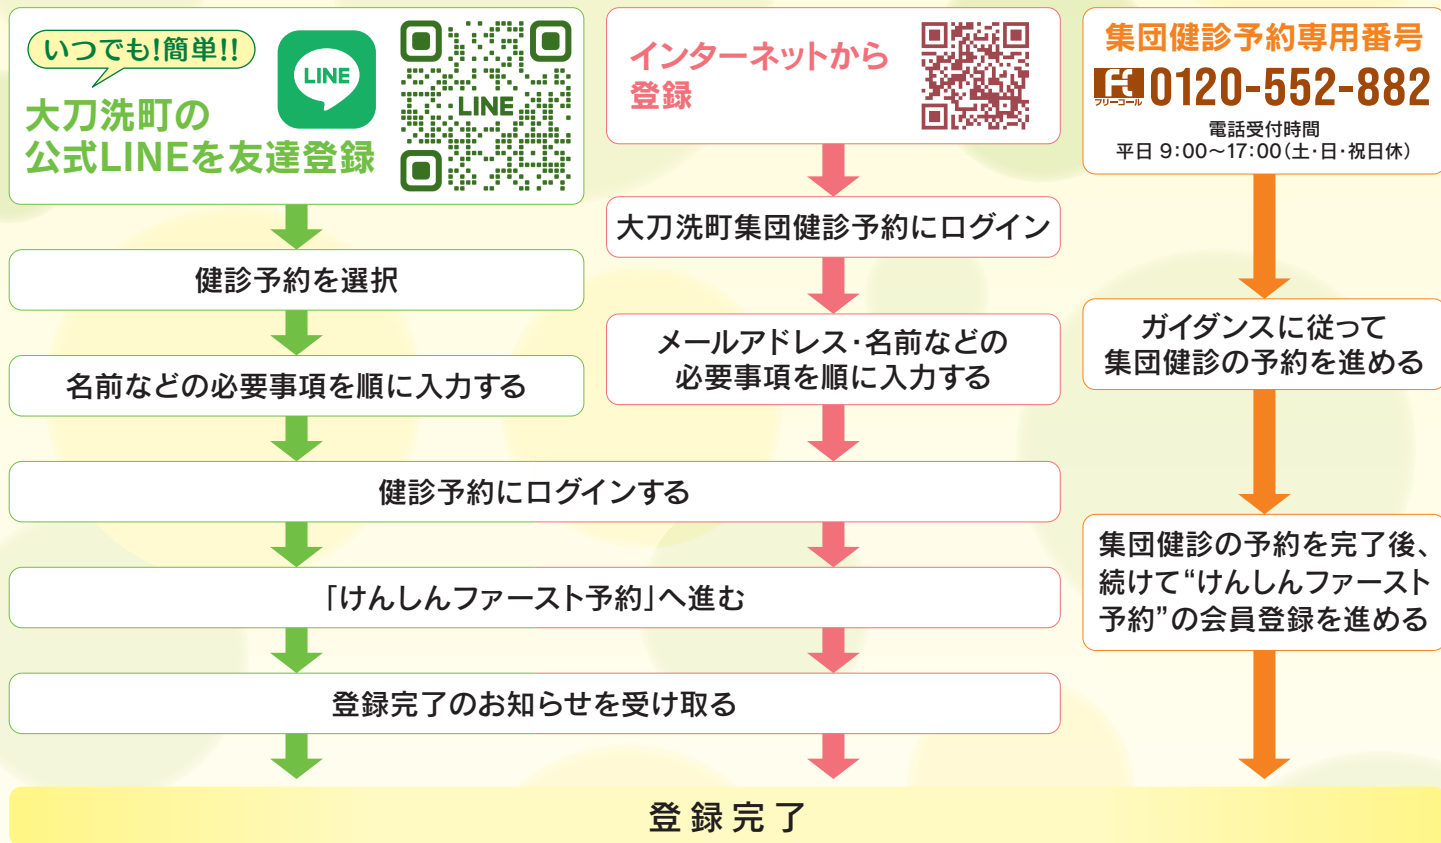 いつでも!簡単!!
大刀洗町の
公式LINEを友達登録
LINE
LINE
健診予約を選択
名前などの必要事項を順に入力する
インターネットから
登録
大刀洗町集団健診予約にログイン
メールアドレス・名前などの
必要事項を順に入力する
健診予約にログインする
「けんしんファースト予約」へ進む
登録完了のお知らせを受け取る
集団健診予約専用番号
フリーコール
0120-552-882
電話受付時間
平日 9:00〜17:00(土・日・祝日休)
ガイダンスに従って
集団健診の予約を進める
集団健診の予約を完了後、
続けて“けんしんファースト
予約”の会員登録を進める
登録完了